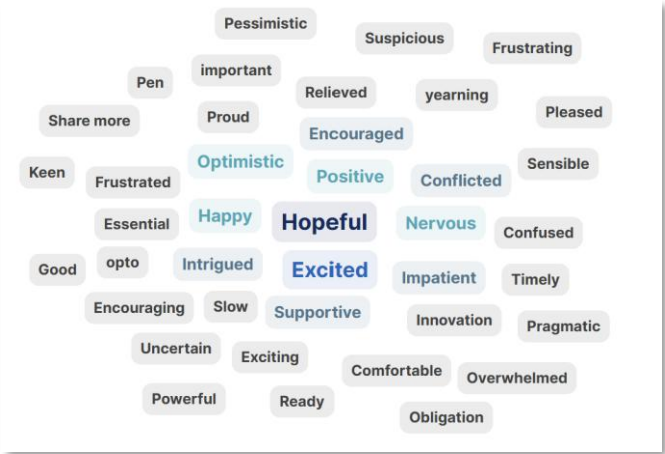 Pessimistic
Suspicious
Frustrating
important
Pen
Relieved
yearning
Pleased
Share more
Proud
Encouraged
Optimistic
Sensible
Keen
Frustrated
Positive
Conflicted
Essential
Happy
Hopeful
Nervous
Confused
Good
opto
Intrigued
Excited
Impatient
Timely
Encouraging
Slow
Supportive
Innovation
Pragmatic
Uncertain
Exciting
Comfortable
Overwhelmed
Powerful
Ready
Obligation